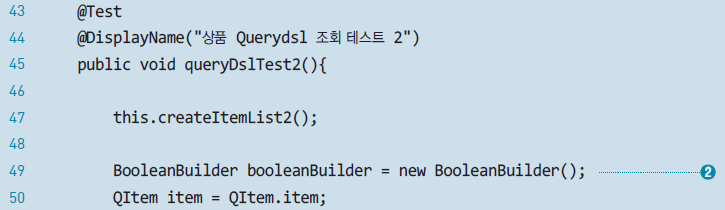 43 @Test
44 @DisplayName("상품 Querydsl 조회 테스트 2")
45 public void queryDslTest2(){
46
47 this.createItemList2();
48
49 BooleanBuilder booleanBuilder = new BooleanBuilder(); 2
50 QItem item = QItem.item;